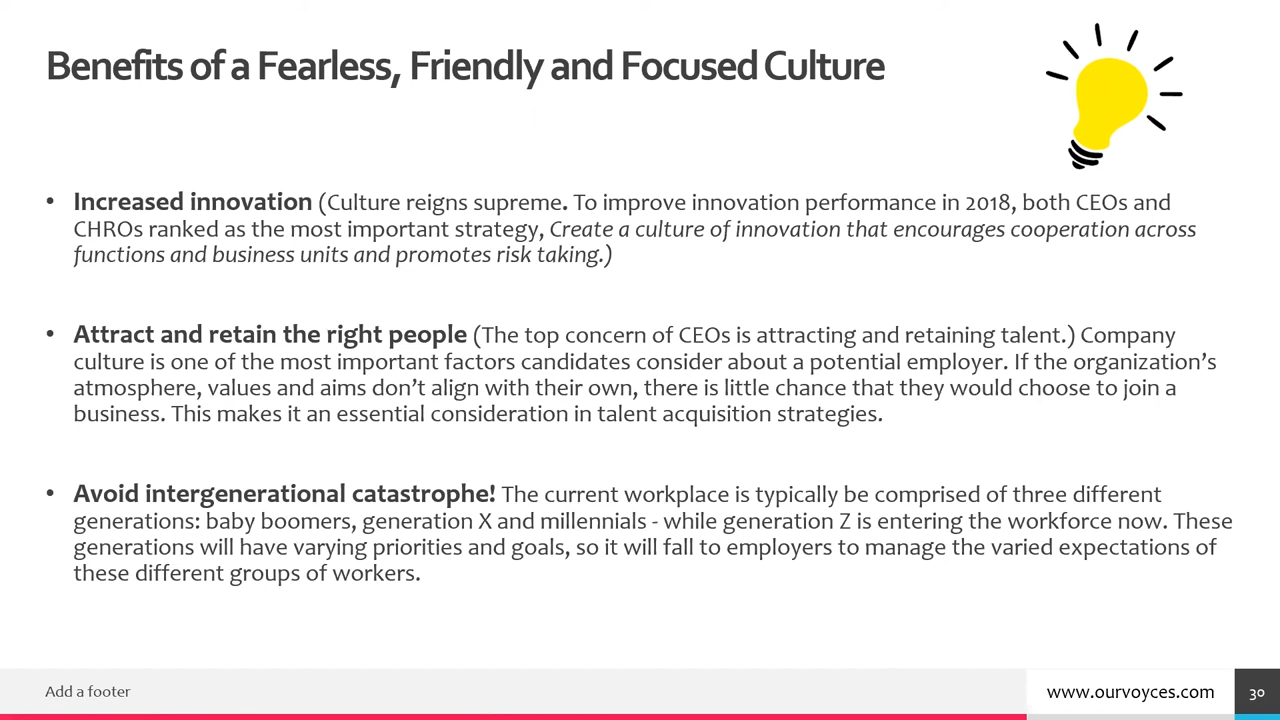 Benefits of a Fearless, Friendly and Focused Culture
• Increased innovation (Culture reigns supreme. To improve innovation performance in 2018, both CEOs and
CHROs ranked as the most important strategy, Create a culture of innovation that encourages cooperation across
functions and business units and promotes risk taking.)
• Attract and retain the right people (The top concern of CEOs is attracting and retaining talent.) Company
culture is one of the most important factors candidates consider about a potential employer. If the organization’s
atmosphere, values and aims don’t align with their own, there is little chance that they would choose to join a
business. This makes it an essential consideration in talent acquisition strategies.
• Avoid intergenerational catastrophe! The current workplace is typically be comprised of three different
generations: baby boomers, generation X and millennials - while generation Z is entering the workforce now. These
generations will have varying priorities and goals, so it will fall to employers to manage the varied expectations of
these different groups of workers.
Add a footer
www.ourvoyces.com
30